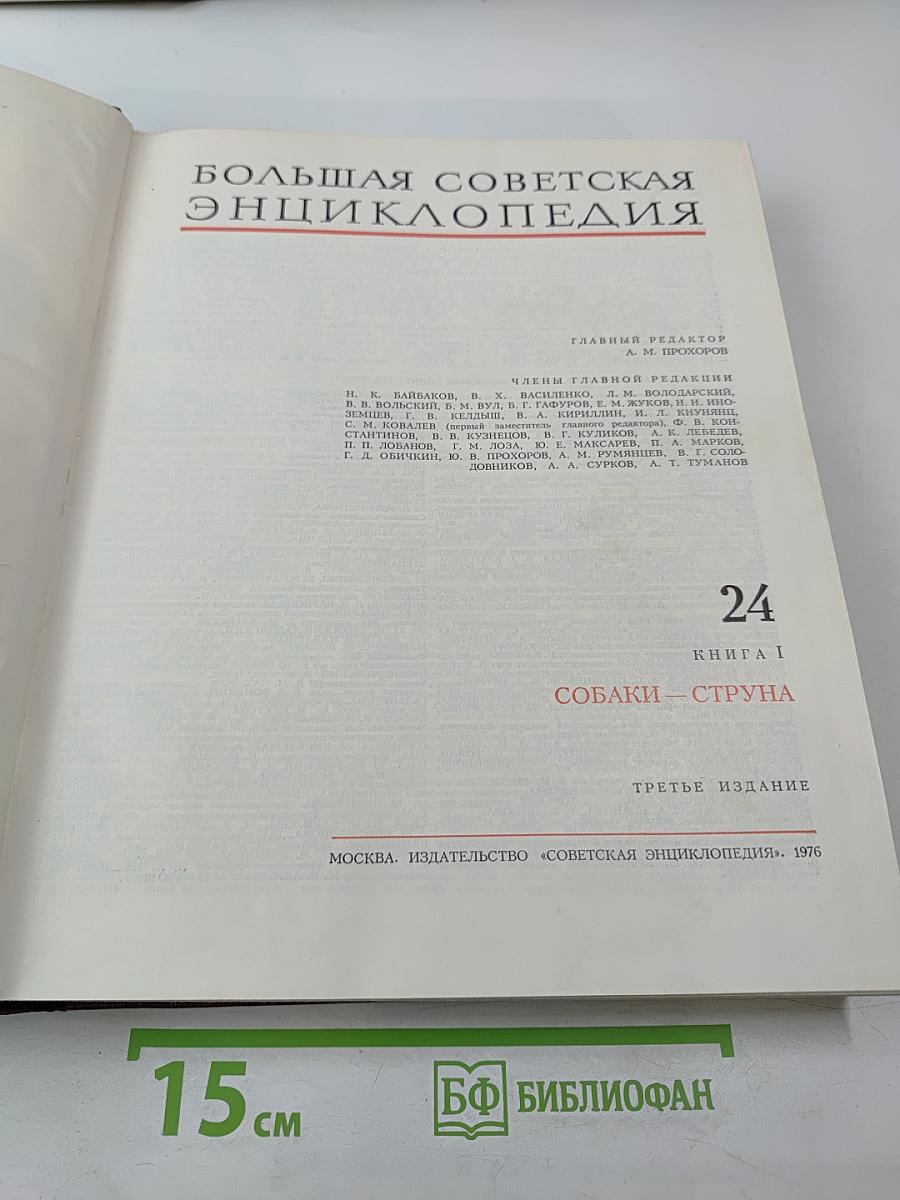 БОЛЬШАЯ СОВЕТСКАЯ
ЭНЦИКЛОПЕДИЯ
ГЛАВНЫЙ РЕДАКТОР
А. М. ПРОХОРОВ
ЧЛЕНЫ ГЛАВНОЙ РЕДАКЦИИ
Н. К. БАЙБАКОВ, В. Х. ВАСИЛЕНКО, Л. М. ВОЛОДАРСКИЙ,
В. В. ВОЛЬСКИЙ, Б. М. ВУЛ, Б. Г. ГАФУРОВ, Е. М. ЖУКОВ, Н. Н. ИНО-
ЗЕМЦЕВ, Г. В. КЕЛДЫШ, В. А. КИРИЛЛИН, И. Л. КНУНЯНЦ,
С. М. КОВАЛЕВ (первый заместитель главного редактора), Ф. В. КОН-
СТАНТИНОВ, В. В. КУЗНЕЦОВ, В. Г. КУЛИКОВ, А. К. ЛЕБЕДЕВ,
П. П. ЛОБАНОВ, Г. М. ЛОЗА, Ю. Е. МАКСАРЕВ, П. А. МАРКОВ,
Г. Д. ОБИЧКИН, Ю. В. ПРОХОРОВ, А. М. РУМЯНЦЕВ, В. Г. СОЛО-
ДОВНИКОВ, А. А. СУРКОВ, А. Т. ТУМАНОВ
24
КНИГА I
СОБАКИ — СТРУНА
ТРЕТЬЕ ИЗДАНИЕ
МОСКВА. ИЗДАТЕЛЬСТВО «СОВЕТСКАЯ ЭНЦИКЛОПЕДИЯ». 1976
15 см
БФ БИБЛИОФАН